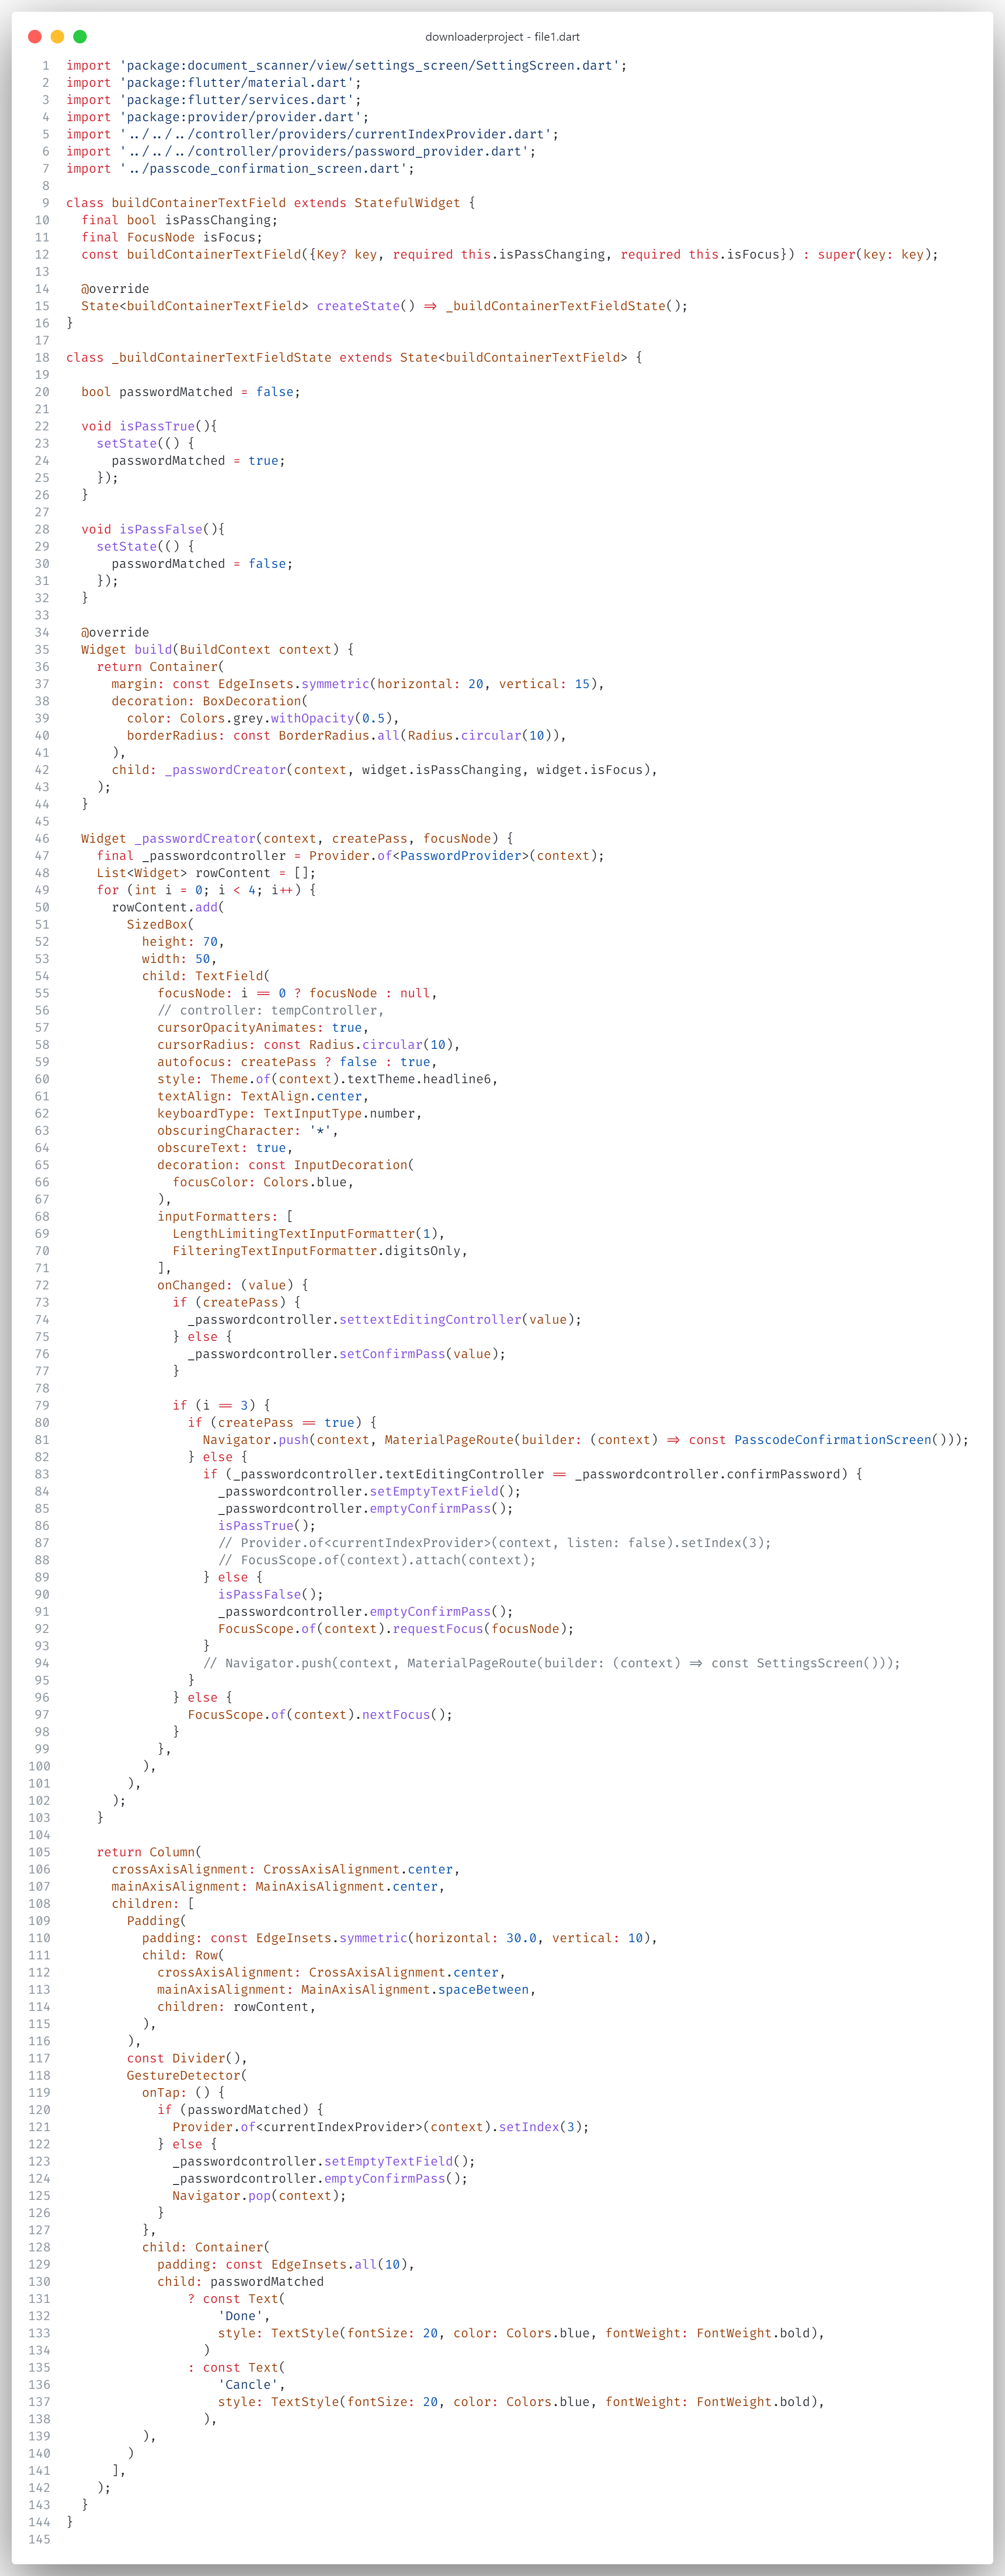 downloaderproject - file1.dart
1 import 'package:document_scanner/view/settings_screen/SettingScreen.dart';
2 import 'package:flutter/material.dart';
3 import 'package:flutter/services.dart';
4 import 'package:provider/provider.dart';
5 import '../../../controller/providers/currentIndexProvider.dart';
6 import '../../../controller/providers/password_provider.dart';
7 import '../passcode_confirmation_screen.dart';
8
9 class buildContainerTextField extends StatefulWidget {
10   final bool isPassChanging;
11   final FocusNode isFocus;
12   const buildContainerTextField({Key? key, required this.isPassChanging, required this.isFocus}) : super(key: key);
13
14   @override
15   State<buildContainerTextField> createState() => _buildContainerTextFieldState();
16 }
17
18 class _buildContainerTextFieldState extends State<buildContainerTextField> {
19
20   bool passwordMatched = false;
21
22   void isPassTrue(){
23     setState(() {
24       passwordMatched = true;
25     });
26   }
27
28   void isPassFalse(){
29     setState(() {
30       passwordMatched = false;
31     });
32   }
33
34   @override
35   Widget build(BuildContext context) {
36     return Container(
37       margin: const EdgeInsets.symmetric(horizontal: 20, vertical: 15),
38       decoration: BoxDecoration(
39         color: Colors.grey.withOpacity(0.5),
40         borderRadius: const BorderRadius.all(Radius.circular(10)),
41       ),
42       child: _passwordCreator(context, widget.isPassChanging, widget.isFocus),
43     );
44   }
45
46   Widget _passwordCreator(context, createPass, focusNode) {
47     final _passwordcontroller = Provider.of<PasswordProvider>(context);
48     List<Widget> rowContent = [];
49     for (int i = 0; i < 4; i++) {
50       rowContent.add(
51         SizedBox(
52           height: 70,
53           width: 50,
54           child: TextField(
55             focusNode: i == 0 ? focusNode : null,
56             // controller: tempController,
57             cursorOpacityAnimates: true,
58             cursorRadius: const Radius.circular(10),
59             autofocus: createPass ? false : true,
60             style: Theme.of(context).textTheme.headline6,
61             textAlign: TextAlign.center,
62             keyboardType: TextInputType.number,
63             obscuringCharacter: '*',
64             obscureText: true,
65             decoration: const InputDecoration(
66               focusColor: Colors.blue,
67             ),
68             inputFormatters: [
69               LengthLimitingTextInputFormatter(1),
70               FilteringTextInputFormatter.digitsOnly,
71             ],
72             onChanged: (value) {
73               if (createPass) {
74                 _passwordcontroller.settextEditingController(value);
75               } else {
76                 _passwordcontroller.setConfirmPass(value);
77               }
78
79               if (i == 3) {
80                 if (createPass == true) {
81                   Navigator.push(context, MaterialPageRoute(builder: (context) => const PasscodeConfirmationScreen()));
82                 } else {
83                   if (_passwordcontroller.textEditingController == _passwordcontroller.confirmPassword) {
84                     _passwordcontroller.setEmptyTextField();
85                     _passwordcontroller.emptyConfirmPass();
86                     isPassTrue();
87                     // Provider.of<currentIndexProvider>(context, listen: false).setIndex(3);
88                     // FocusScope.of(context).attach(context);
89                   } else {
90                     isPassFalse();
91                     _passwordcontroller.emptyConfirmPass();
92                     FocusScope.of(context).requestFocus(focusNode);
93                   }
94                   // Navigator.push(context, MaterialPageRoute(builder: (context) => const SettingsScreen()));
95                 }
96               } else {
97                 FocusScope.of(context).nextFocus();
98               }
99             },
100           ),
101         ),
102       );
103     }
104
105     return Column(
106       crossAxisAlignment: CrossAxisAlignment.center,
107       mainAxisAlignment: MainAxisAlignment.center,
108       children: [
109         Padding(
110           padding: const EdgeInsets.symmetric(horizontal: 30.0, vertical: 10),
111           child: Row(
112             crossAxisAlignment: CrossAxisAlignment.center,
113             mainAxisAlignment: MainAxisAlignment.spaceBetween,
114             children: rowContent,
115           ),
116         ),
117         const Divider(),
118         GestureDetector(
119           onTap: () {
120             if (passwordMatched) {
121               Provider.of<currentIndexProvider>(context).setIndex(3);
122             } else {
123               _passwordcontroller.setEmptyTextField();
124               _passwordcontroller.emptyConfirmPass();
125               Navigator.pop(context);
126             }
127           },
128           child: Container(
129             padding: const EdgeInsets.all(10),
130             child: passwordMatched
131                 ? const Text(
132                     'Done',
133                     style: TextStyle(fontSize: 20, color: Colors.blue, fontWeight: FontWeight.bold),
134                   )
135                 : const Text(
136                     'Cancle',
137                     style: TextStyle(fontSize: 20, color: Colors.blue, fontWeight: FontWeight.bold),
138                   ),
139           ),
140         )
141       ],
142     );
143   }
144 }
145